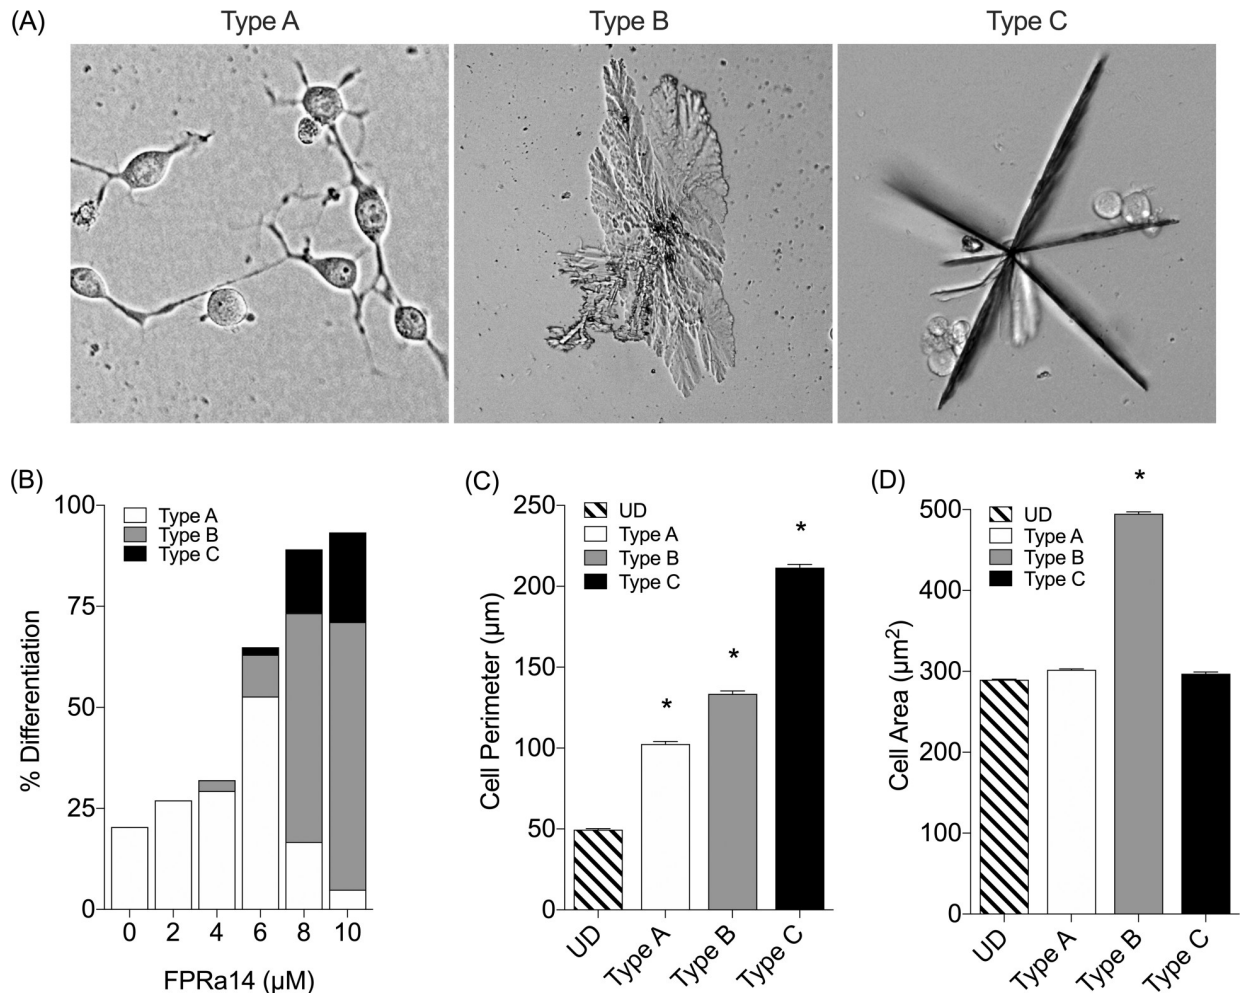 (A) Type A Type B Type C
(B)
100
75
50
25
0
% Differentiation
Type A
Type B
Type C
0 2 4 6 8 10
FPRa14 (µM)
(C)
250
200
150
100
50
0
Cell Perimeter (µm)
UD
Type A
Type B
Type C
*
*
*
UD Type A Type B Type C
(D)
500
400
300
200
100
0
Cell Area (µm²)
UD
Type A
Type B
Type C
*
UD Type A Type B Type C